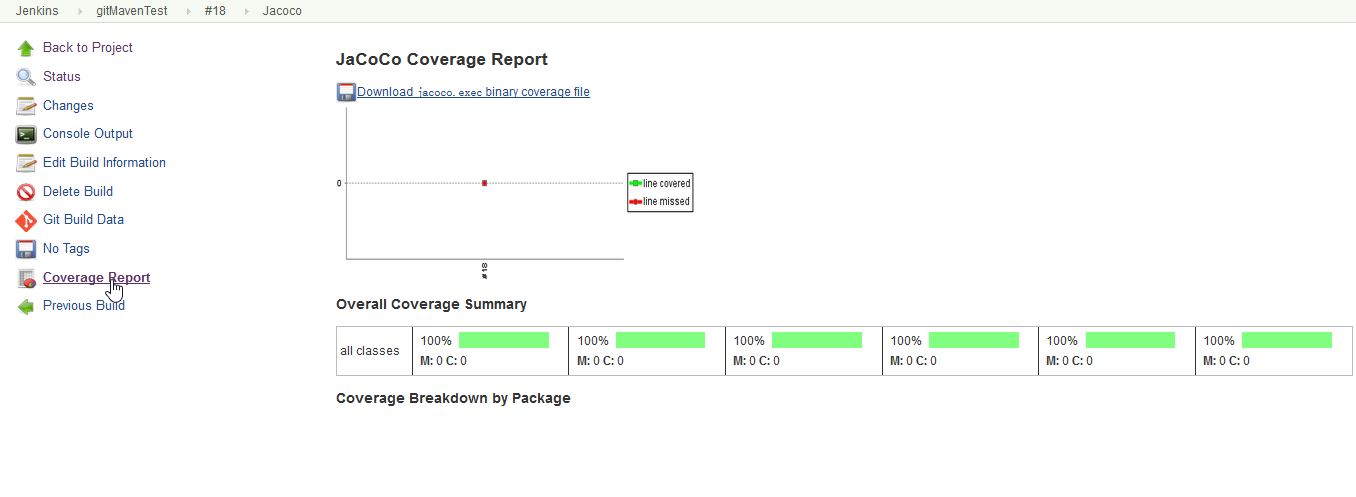 Jenkins gitMavenTest #18 Jacoco
Back to Project
Status
Changes
Console Output
Edit Build Information
Delete Build
Git Build Data
No Tags
Coverage Report
Previous Build
JaCoCo Coverage Report
Download jacoco.exec binary coverage file
0
line covered
line missed
#18
Overall Coverage Summary
all classes
100% 100% 100% 100% 100% 100%
M: 0 C: 0 M: 0 C: 0 M: 0 C: 0 M: 0 C: 0 M: 0 C: 0 M: 0 C: 0
Coverage Breakdown by Package